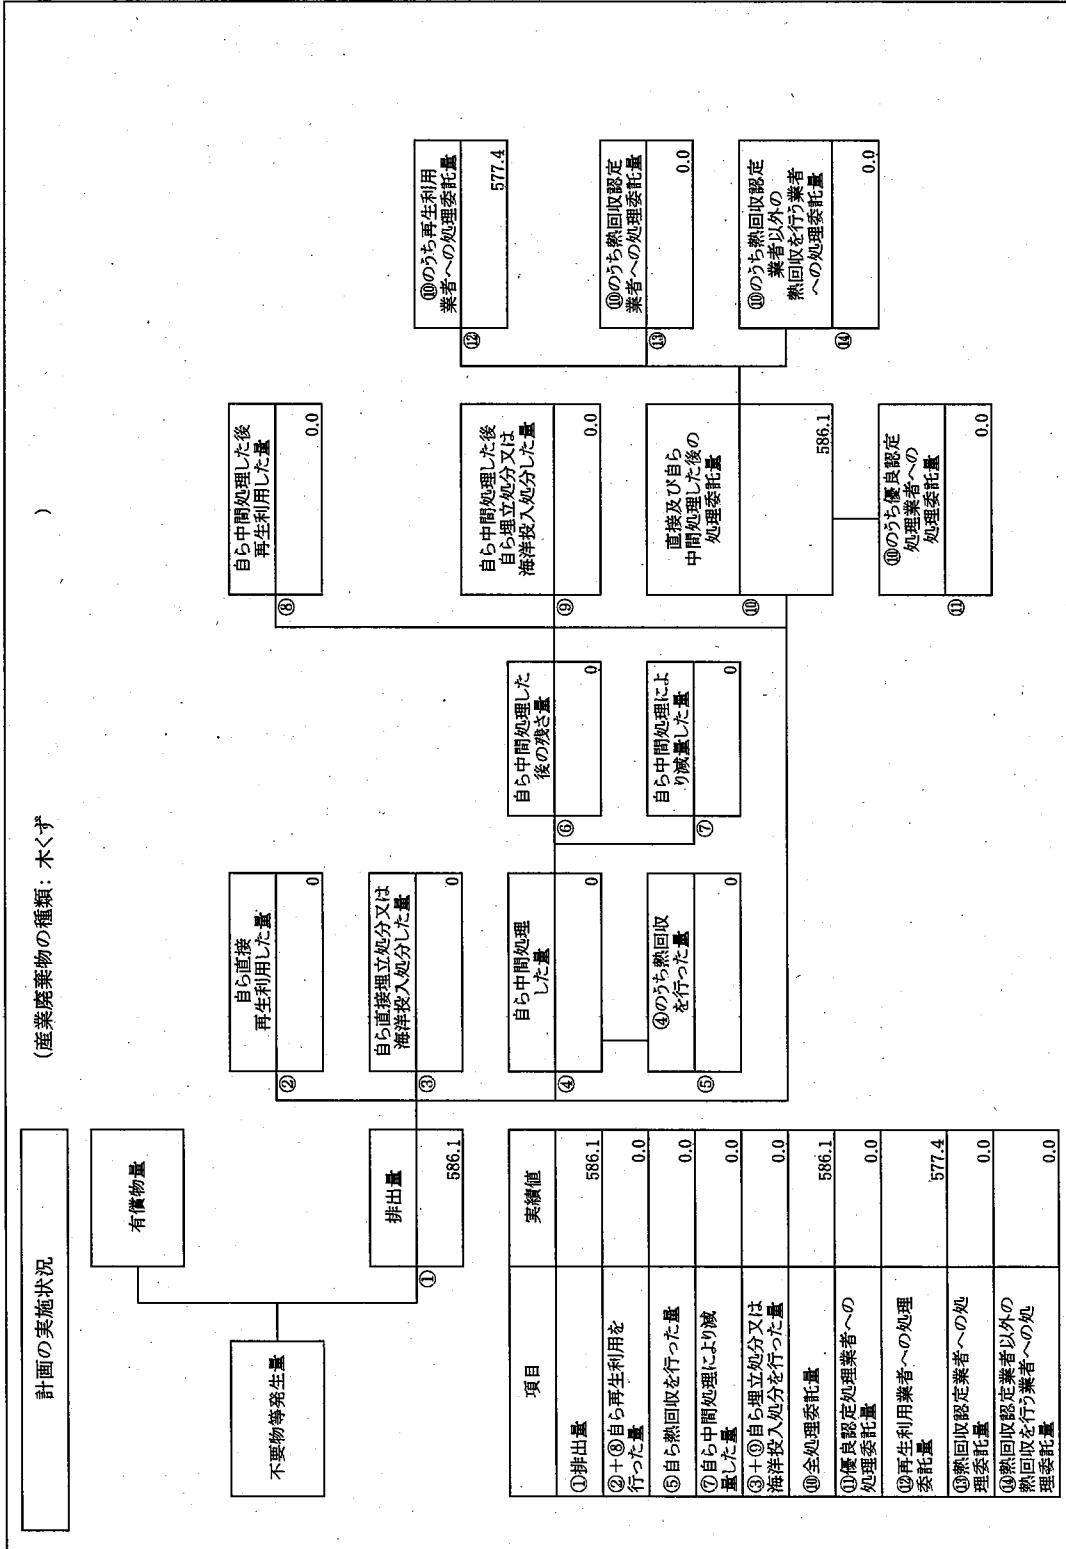 計画の実施状況
(産業廃棄物の種類: 木くず
)
不要物等発生量
有償物量
①
排出量
586.1
②
自ら直接
再生利用した量
0
③
自ら直接埋立処分又は
海洋投入処分した量
0
④
自ら中間処理
した量
0
⑤
④のうち熱回収
を行った量
0
⑥
自ら中間処理した
後の残さ量
0
⑦
自ら中間処理によ
り減量した量
0
⑧
自ら中間処理した後
再生利用した量
0.0
⑨
自ら中間処理した後
自ら埋立処分又は
海洋投入処分した量
0.0
⑩
直接及び自ら
中間処理した後の
処理委託量
586.1
⑪
⑩のうち優良認定
処理業者への
処理委託量
0.0
⑫
⑩のうち再生利用
業者への処理委託量
577.4
⑬
⑩のうち熱回収認定
業者への処理委託量
0.0
⑭
⑩のうち熱回収認定
業者以外の
熱回収を行う業者
への処理委託量
0.0
項目 実績値
①排出量 586.1
②+⑧自ら再生利用を
行った量 0.0
⑤自ら熱回収を行った量 0.0
⑦自ら中間処理により減
量した量 0.0
③+⑨自ら埋立処分又は
海洋投入処分を行った量 0.0
⑩全処理委託量 586.1
⑪優良認定処理業者への
処理委託量 0.0
⑫再生利用業者への処理
委託量 577.4
⑬熱回収認定業者への処
理委託量 0.0
⑭熱回収認定業者以外の
熱回収を行う業者への処
理委託量 0.0